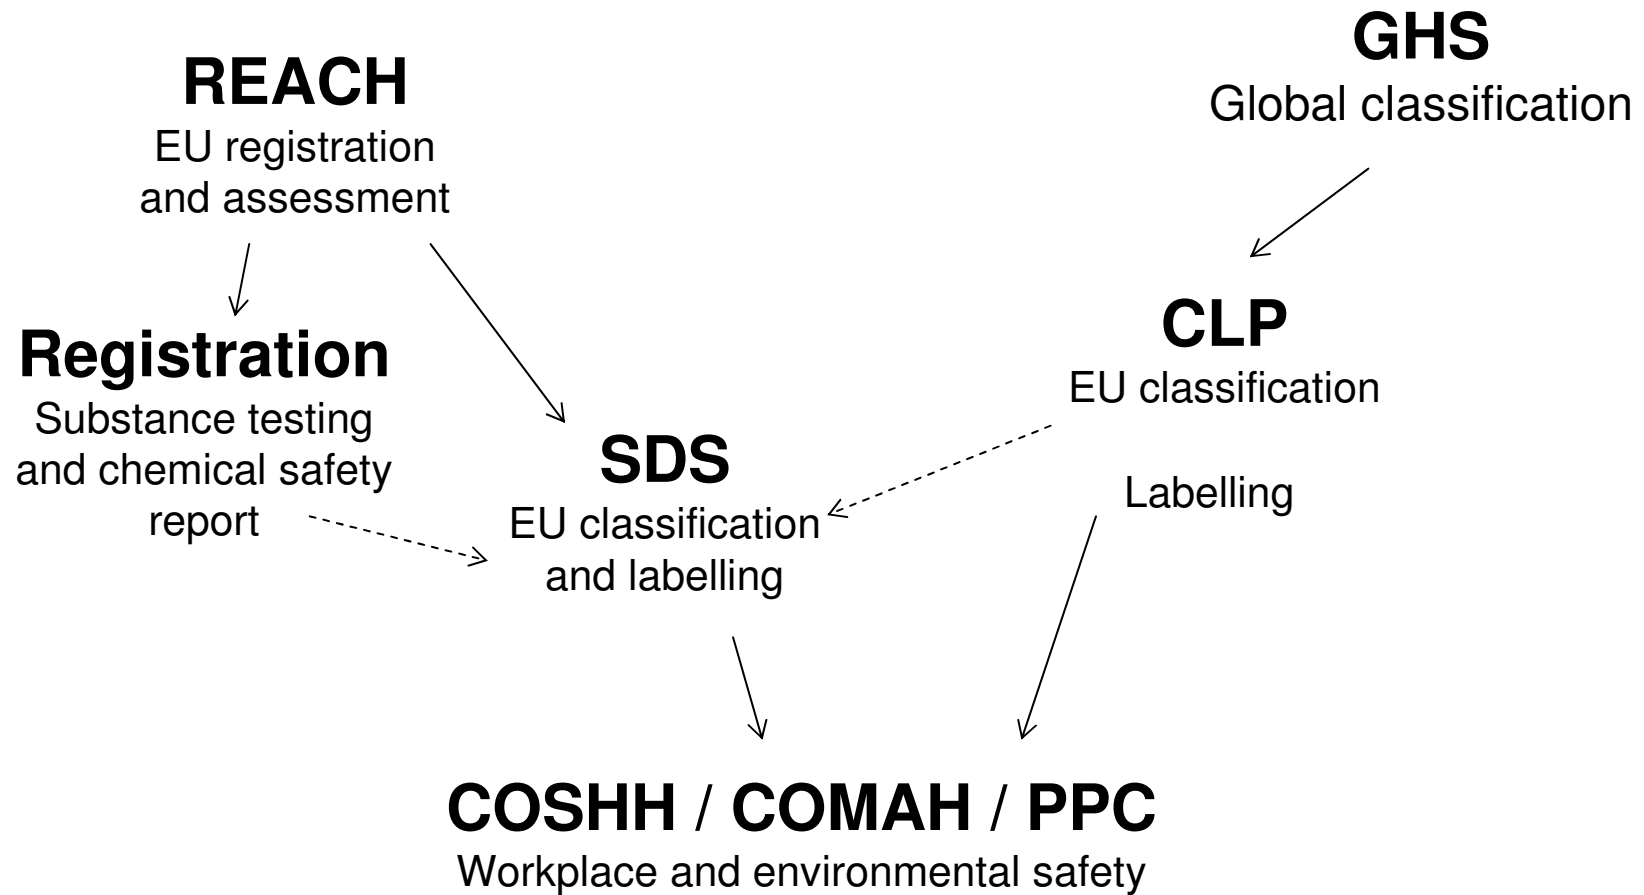 GHS
Global classification
REACH
EU registration
and assessment
Registration
Substance testing
and chemical safety
report
CLP
EU classification
Labelling
SDS
EU classification
and labelling
COSHH / COMAH / PPC
Workplace and environmental safety